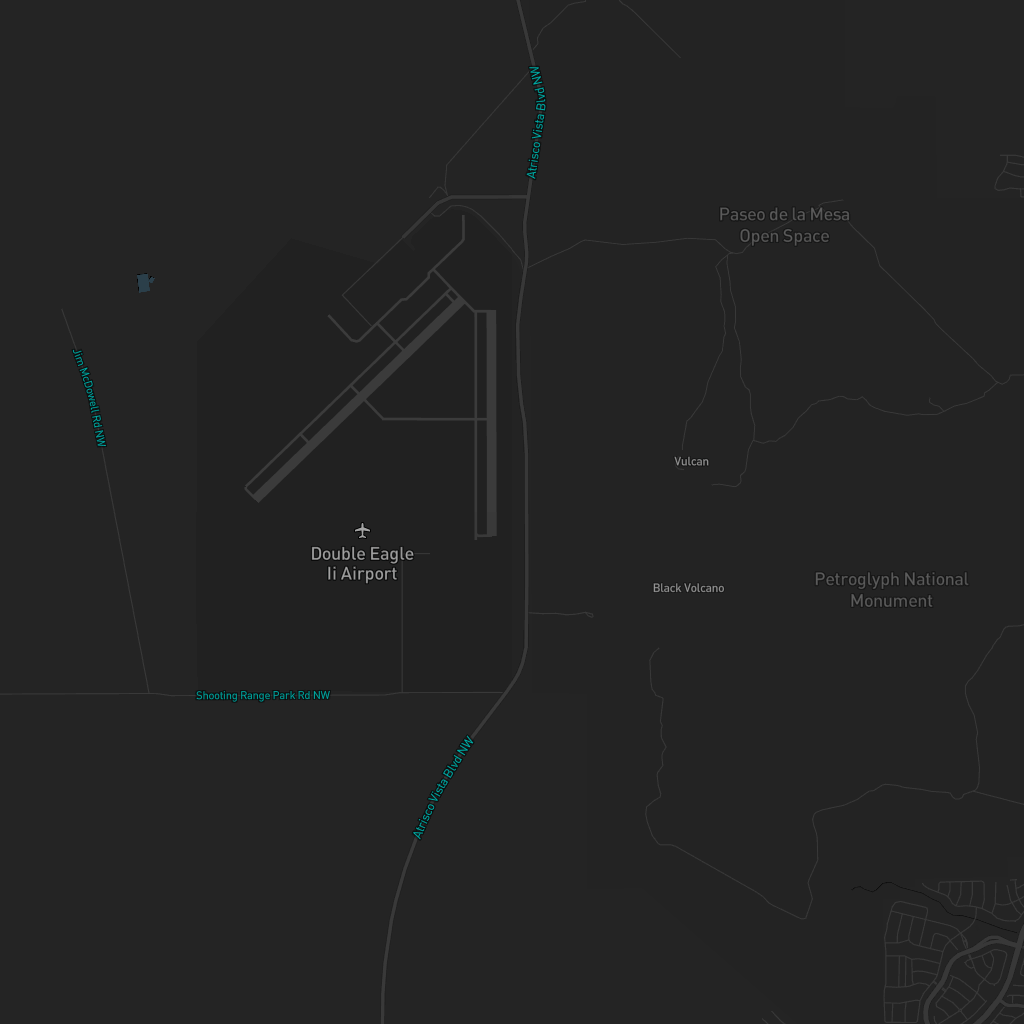 Atrisco Vista Blvd NW
Paseo de la Mesa
Open Space
Jim McDowell Rd NW
Vulcan
Double Eagle
Ii Airport
Black Volcano
Petroglyph National
Monument
Shooting Range Park Rd NW
Atrisco Vista Blvd NW